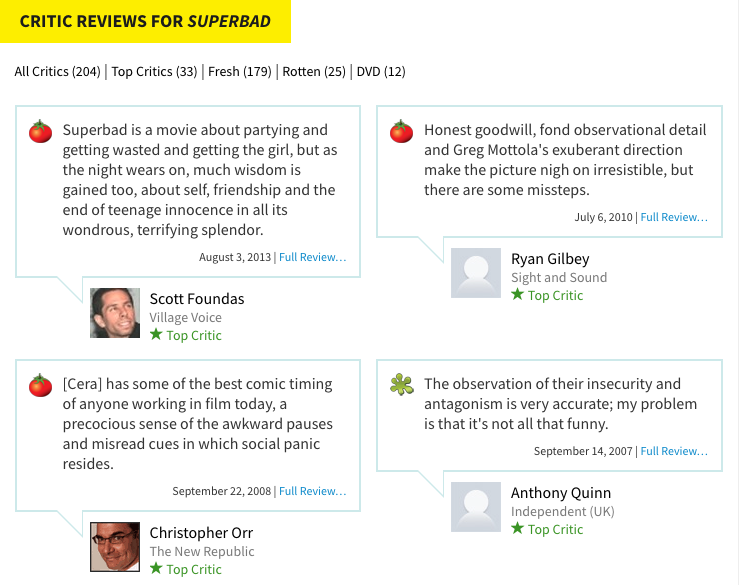 CRITIC REVIEWS FOR SUPERBAD
All Critics (204) | Top Critics (33) | Fresh (179) | Rotten (25) | DVD (12)
Superbad is a movie about partying and
getting wasted and getting the girl, but as
the night wears on, much wisdom is
gained too, about self, friendship and the
end of teenage innocence in all its
wondrous, terrifying splendor.
August 3, 2013 | Full Review…
Scott Foundas
Village Voice
Top Critic
Honest goodwill, fond observational detail
and Greg Mottola's exuberant direction
make the picture nigh on irresistible, but
there are some missteps.
July 6, 2010 | Full Review…
Ryan Gilbey
Sight and Sound
Top Critic
[Cera] has some of the best comic timing
of anyone working in film today, a
precocious sense of the awkward pauses
and misread cues in which social panic
resides.
September 22, 2008 | Full Review…
Christopher Orr
The New Republic
Top Critic
The observation of their insecurity and
antagonism is very accurate; my problem
is that it's not all that funny.
September 14, 2007 | Full Review…
Anthony Quinn
Independent (UK)
Top Critic